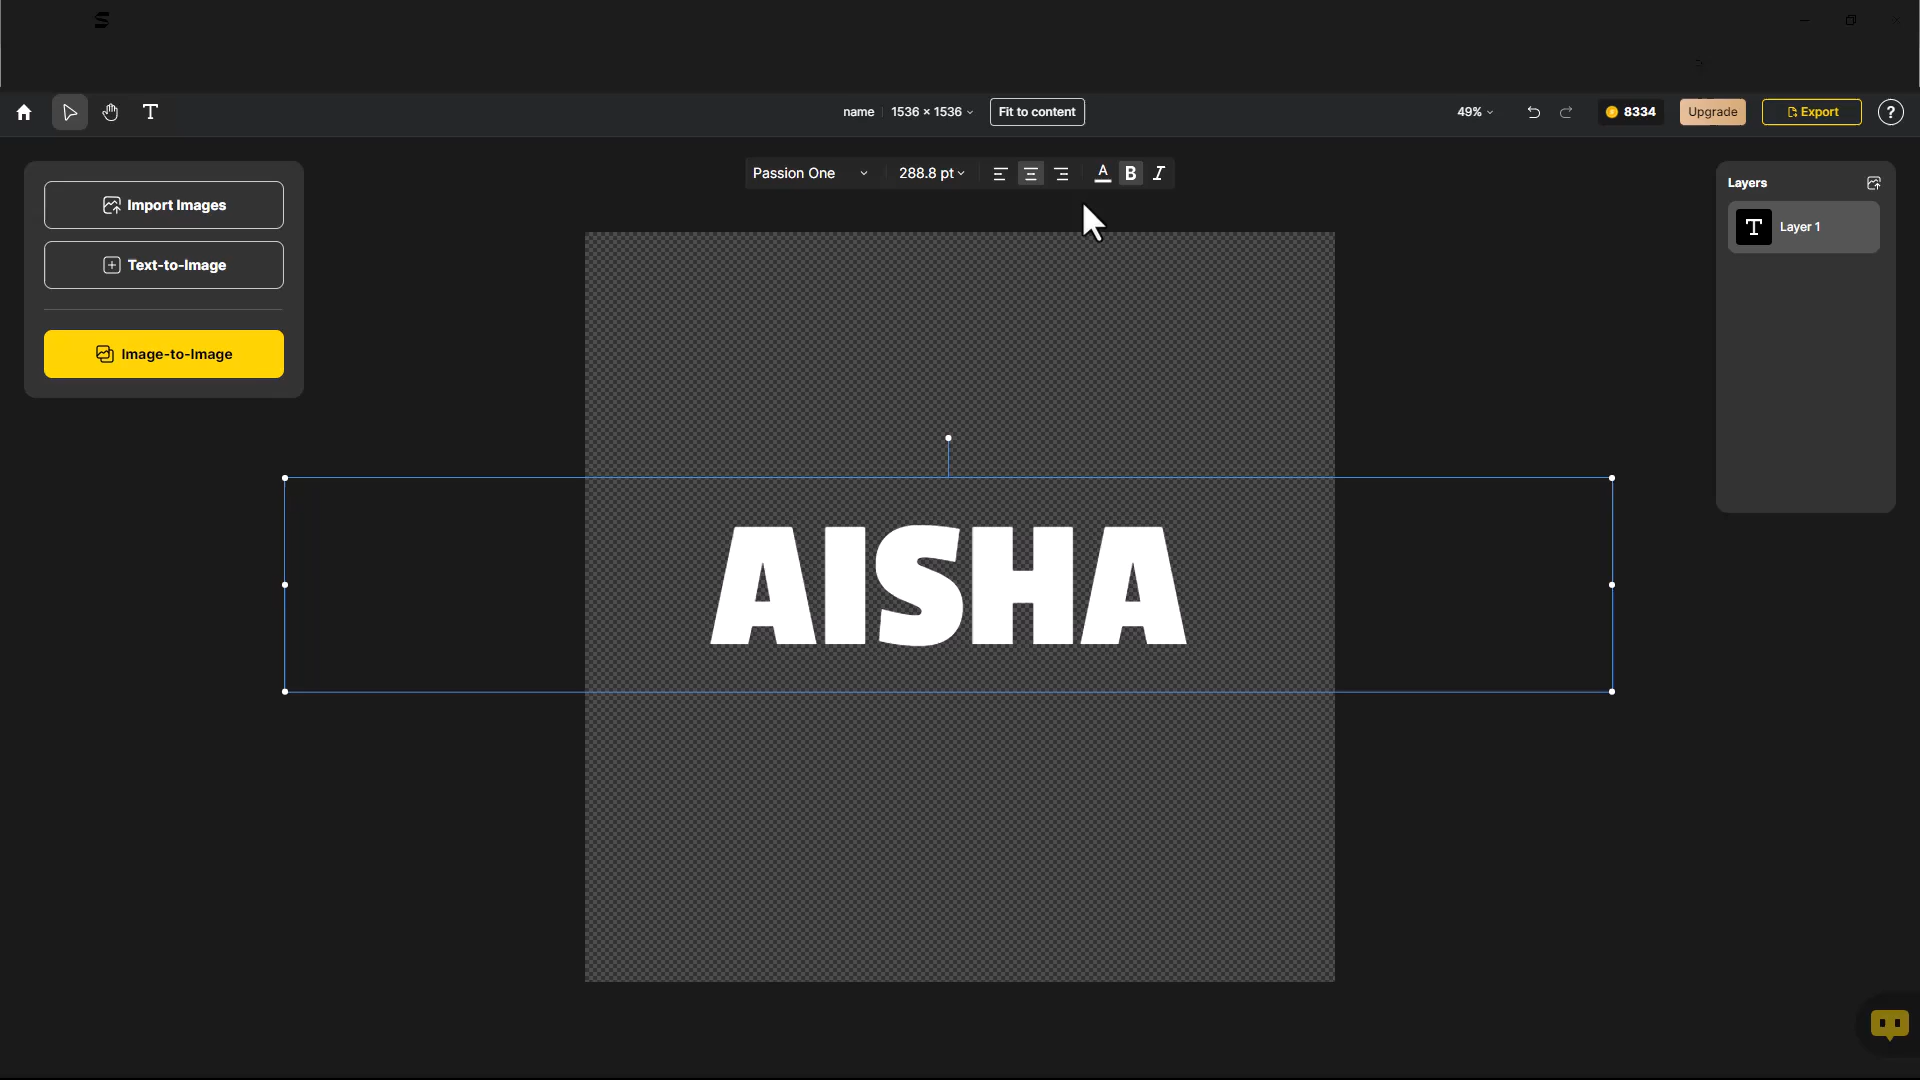 name 1536 × 1536 Fit to content 49% 8334 Upgrade Export ?
Passion One 288.8 pt A B I
Import Images
Text-to-Image
Image-to-Image
Layers
T Layer 1
AISHA